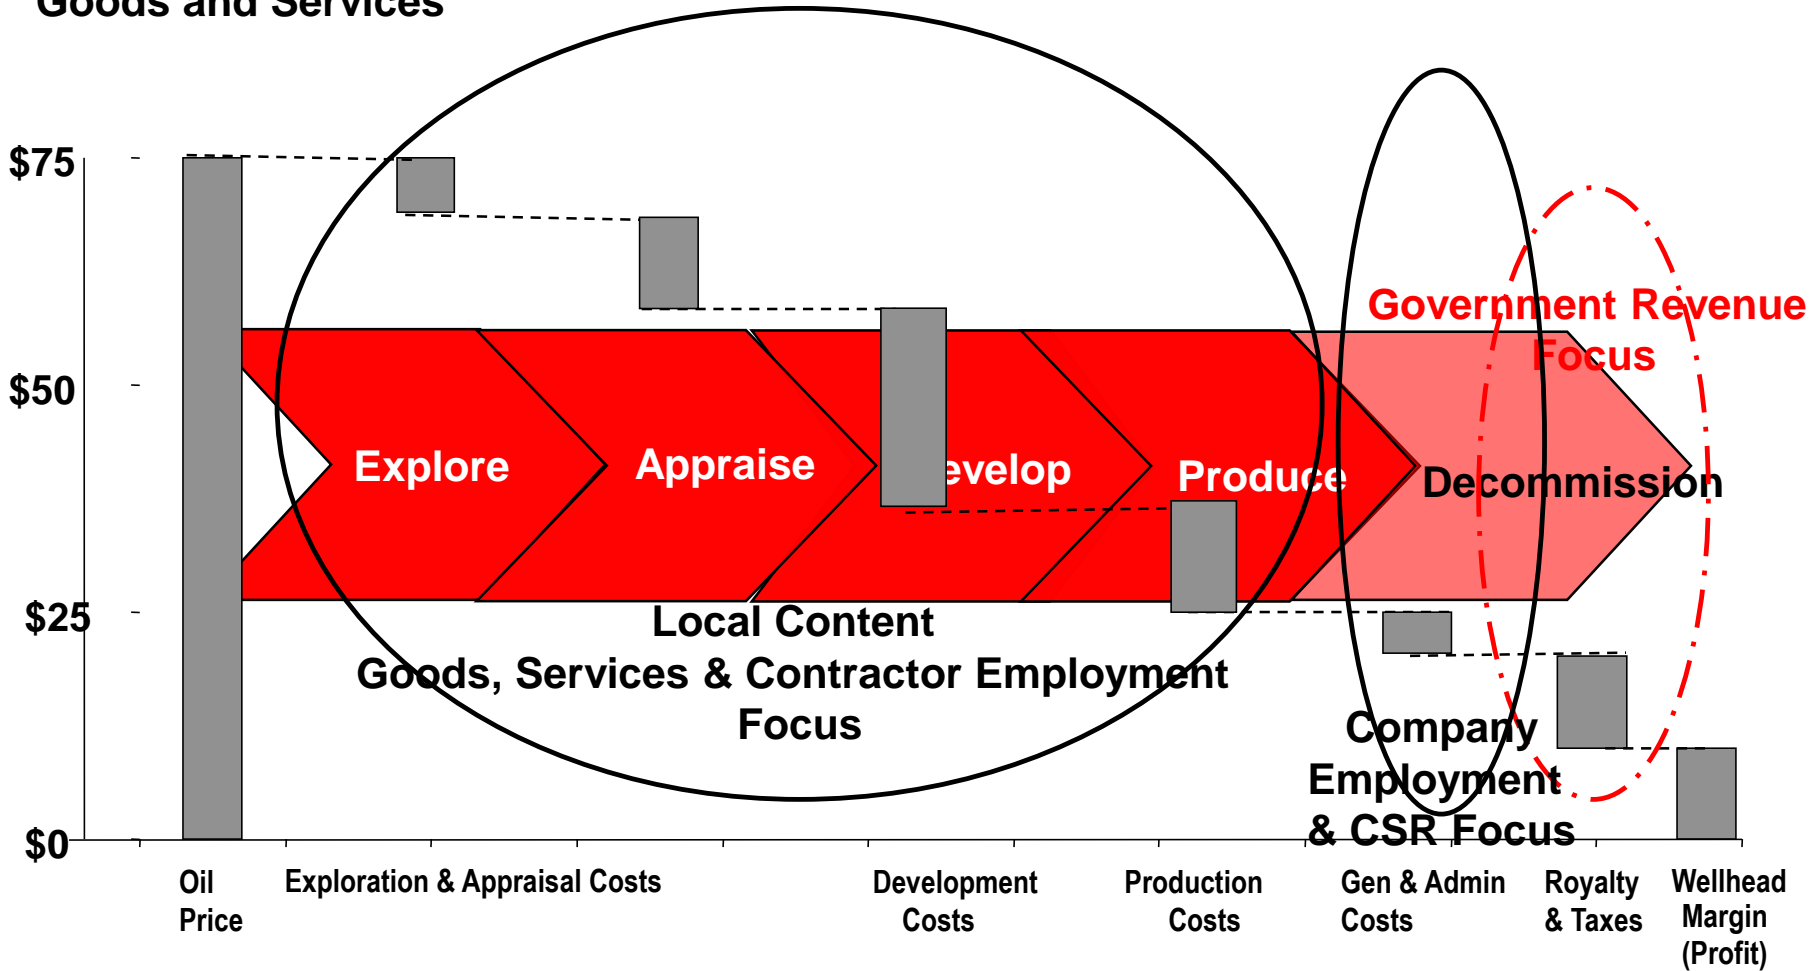 Goods and Services
$75
$50
$25
$0
Government Revenue
Focus
Explore
Appraise
evelop
Produce
Decommission
Local Content
Goods, Services & Contractor Employment
Focus
Company
Employment
& CSR Focus
Oil
Price
Exploration & Appraisal Costs
Development
Costs
Production
Costs
Gen & Admin
Costs
Royalty
& Taxes
Wellhead
Margin
(Profit)